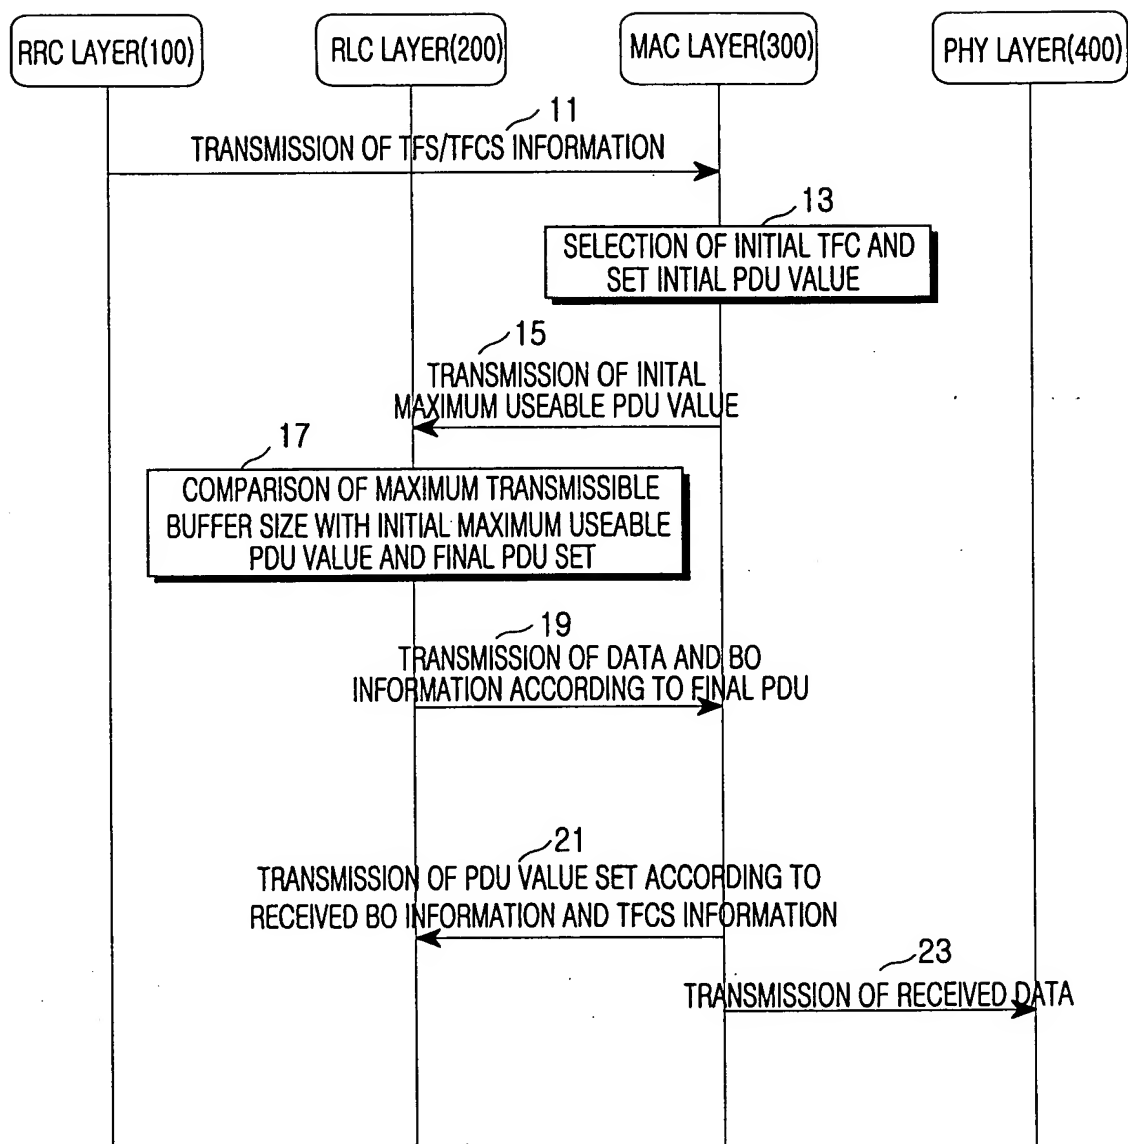 RRC LAYER(100)
RLC LAYER(200)
MAC LAYER(300)
PHY LAYER(400)
11
TRANSMISSION OF TFS/TFCS INFORMATION
13
SELECTION OF INITIAL TFC AND
SET INTIAL PDU VALUE
15
TRANSMISSION OF INITAL
MAXIMUM USEABLE PDU VALUE
17
COMPARISON OF MAXIMUM TRANSMISSIBLE
BUFFER SIZE WITH INITIAL MAXIMUM USEABLE
PDU VALUE AND FINAL PDU SET
19
TRANSMISSION OF DATA AND BO
INFORMATION ACCORDING TO FINAL PDU
21
TRANSMISSION OF PDU VALUE SET ACCORDING TO
RECEIVED BO INFORMATION AND TFCS INFORMATION
23
TRANSMISSION OF RECEIVED DATA